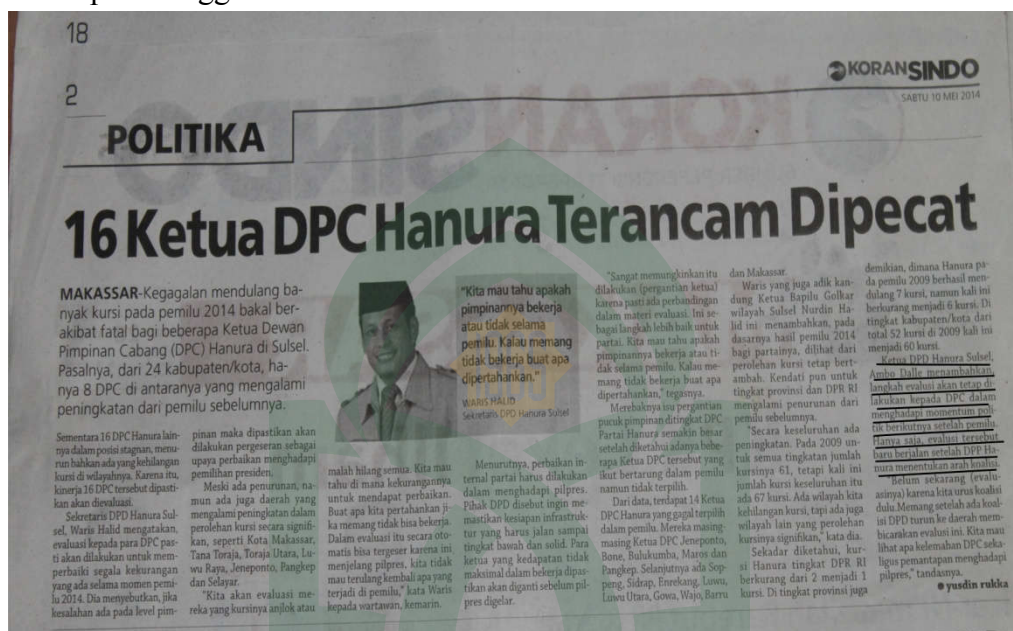 18
2
KORAN SINDO
SABTU 10 MEI 2014
POLITIKA
16 Ketua DPC Hanura Terancam Dipecat
MAKASSAR-Kegagalan mendulang ba-
nyak kursi pada pemilu 2014 bakal ber-
akibat fatal bagi beberapa Ketua Dewan
Pimpinan Cabang (DPC) Hanura di Sulsel.
Pasalnya, dari 24 kabupaten/kota, ha-
nya 8 DPC di antaranya yang mengalami
peningkatan dari pemilu sebelumnya.
Sementara 16 DPC Hanura lain-
nya dalam posisi stagnan, menu-
run bahkan ada yang kehilangan
kursi di wilayahnya. Karena itu,
kinerja 16 DPC tersebut dipasti-
kan akan dievaluasi.
Sekretaris DPD Hanura Sul-
sel, Waris Halid mengatakan,
evaluasi kepada para DPC pas-
ti akan dilakukan untuk mem-
perbaiki segala kekurangan
yang ada selama momen pemi-
lu 2014. Dia menyebutkan, jika
kesalahan ada pada level pim-
pinan maka dipastikan akan
dilakukan pergeseran sebagai
upaya perbaikan menghadapi
pemilihan presiden.
Meski ada penurunan, na-
mun ada juga daerah yang
mengalami peningkatan dalam
perolehan kursi secara signifi-
kan, seperti Kota Makassar,
Tana Toraja, Toraja Utara, Lu-
wu Raya, Jeneponto, Pangkep
dan Selayar.
"Kita akan evaluasi me-
reka yang kursinya anjlok atau
malah hilang semua. Kita mau
tahu di mana kekurangannya
untuk mendapat perbaikan.
Buat apa kita pertahankan ji-
ka memang tidak bisa bekerja.
Dalam evaluasi itu secara oto-
matis bisa tergeser karena ini
menjelang pilpres, kita tidak
mau terulang kembali apa yang
terjadi di pemilu," kata Waris
kepada wartawan, kemarin.
"Kita mau tahu apakah
pimpinannya bekerja
atau tidak selama
pemilu. Kalau memang
tidak bekerja buat apa
dipertahankan."
WARIS HALID
Sekretaris DPD Hanura Sulsel
Menurutnya, perbaikan in-
ternal partai harus dilakukan
dalam menghadapi pilpres.
Pihak DPD disebut ingin me-
mastikan kesiapan infrastruk-
tur yang harus jalan sampai
tingkat bawah dan solid. Para
ketua yang kedapatan tidak
maksimal dalam bekerja dipas-
tikan akan diganti sebelum pil-
pres digelar.
"Sangat memungkinkan itu
dilakukan (pergantian ketua)
karena pasti ada perbandingan
dalam materi evaluasi. Ini se-
bagai langkah lebih baik untuk
partai. Kita mau tahu apakah
pimpinannya bekerja atau ti-
dak selama pemilu. Kalau me-
mang tidak bekerja buat apa
dipertahankan," tegasnya.
Merebaknya isu pergantian
pucuk pimpinan ditingkat DPC
Partai Hanura semakin besar
setelah diketahui adanya bebe-
rapa Ketua DPC tersebut yang
ikut bertarung dalam pemilu
namun tidak terpilih.
Dari data, terdapat 14 Ketua
DPC Hanura yang gagal terpilih
dalam pemilu. Mereka masing-
masing Ketua DPC Jeneponto,
Bone, Bulukumba, Maros dan
Pangkep. Selanjutnya ada Sop-
peng, Sidrap, Enrekang, Luwu,
Luwu Utara, Gowa, Wajo, Barru
dan Makassar.
Waris yang juga adik kan-
dung Ketua Bapilu Golkar
wilayah Sulsel Nurdin Ha-
lid ini menambahkan, pada
dasarnya hasil pemilu 2014
bagi partainya, dilihat dari
perolehan kursi tetap bert-
ambah. Kendati pun untuk
tingkat provinsi dan DPR RI
mengalami penurunan dari
pemilu sebelumnya.
"Secara keseluruhan ada
peningkatan. Pada 2009 un-
tuk semua tingkatan jumlah
kursinya 61, tetapi kali ini
jumlah kursi keseluruhan itu
ada 67 kursi. Ada wilayah kita
kehilangan kursi, tapi ada juga
wilayah lain yang perolehan
kursinya signifikan," kata dia.
Sekadar diketahui, kur-
si Hanura tingkat DPR RI
berkurang dari 2 menjadi 1
kursi. Di tingkat provinsi juga
demikian, dimana Hanura pa-
da pemilu 2009 berhasil men-
dulang 7 kursi, namun kali ini
berkurang menjadi 6 kursi. Di
tingkat kabupaten/kota dari
total 52 kursi di 2009 kali ini
menjadi 60 kursi.
Ketua DPD Hanura Sulsel,
Ambo Dalle menambahkan,
langkah evalusi akan tetap di-
lakukan kepada DPC dalam
menghadapi momentum poli-
tik berikutnya setelah pemilu.
Hanya saja, evalusi tersebut
baru berjalan setelah DPP Ha-
nura menentukan arah koalisi.
"Belum sekarang (evalu-
asinya) karena kita urus koalisi
dulu.Memang setelah ada koal-
isi DPD turun ke daerah mem-
bicarakan evalusi ini. Kita mau
lihat apa kelemahan DPC seka-
ligus pemantapan menghadapi
pilpres," tandasnya.
● yusdin rukka